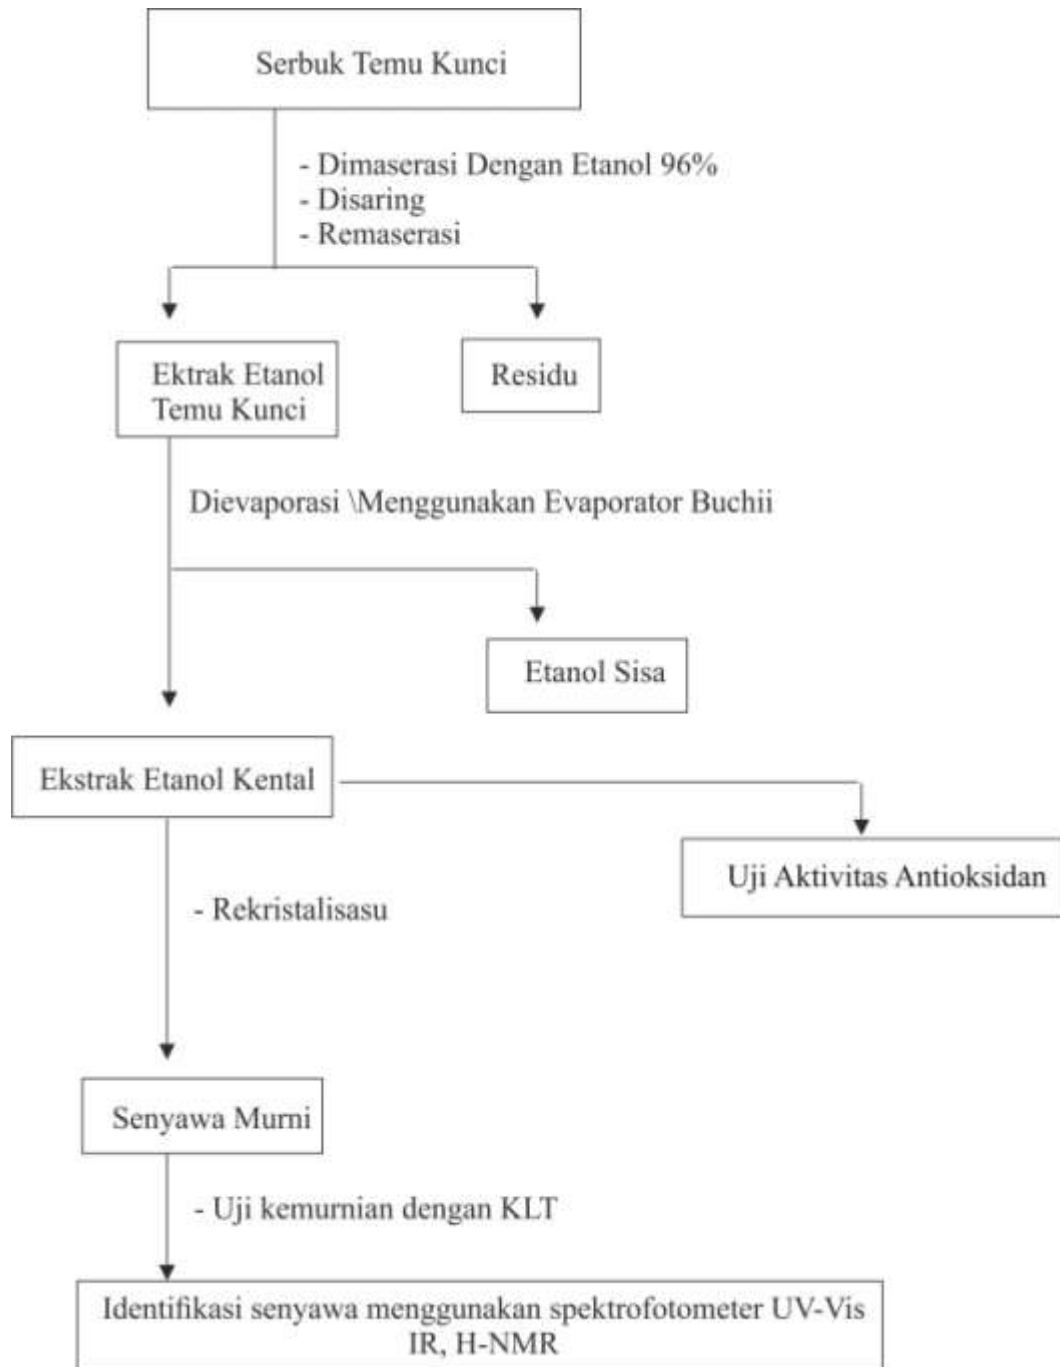 Serbuk Temu Kunci
- Dimaserasi Dengan Etanol 96%
- Disaring
- Remaserasi
Ektrak Etanol
Temu Kunci
Residu
Dievaporasi \Menggunakan Evaporator Buchii
Etanol Sisa
Ekstrak Etanol Kental
Uji Aktivitas Antioksidan
- Rekristalisasu
Senyawa Murni
- Uji kemurnian dengan KLT
Identifikasi senyawa menggunakan spektrofotometer UV-Vis
IR, H-NMR